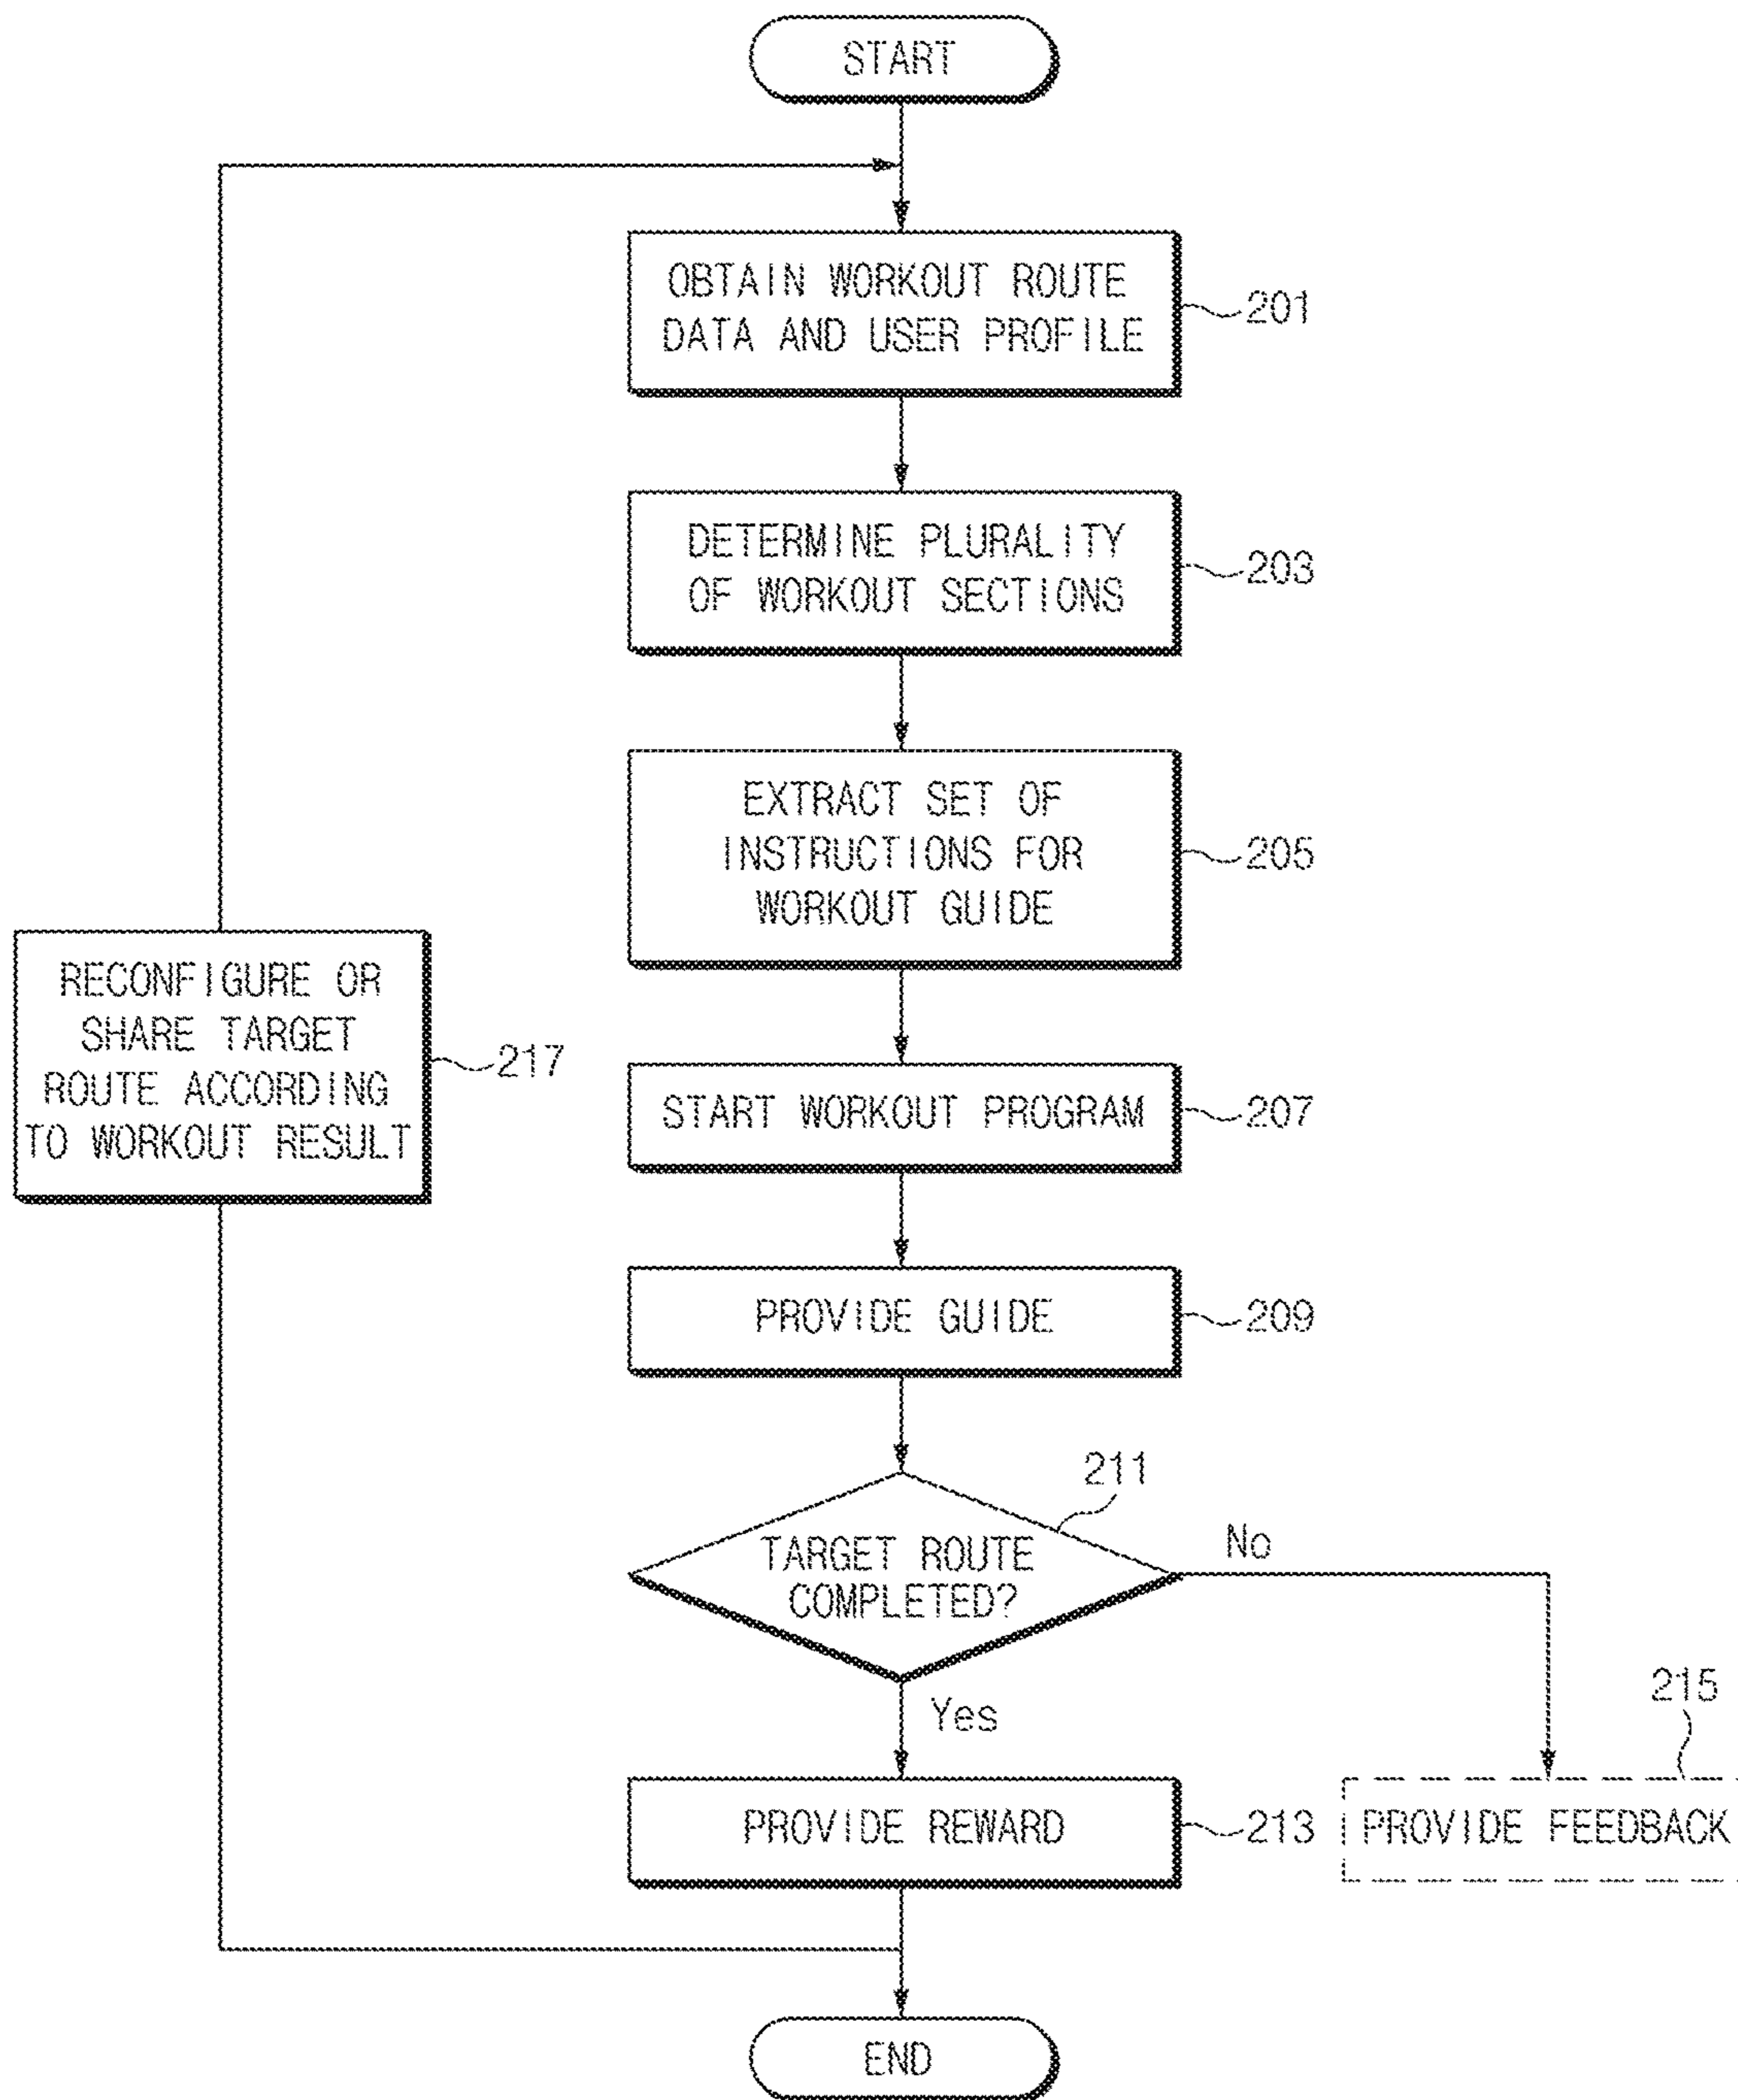 START
OBTAIN WORKOUT ROUTE
DATA AND USER PROFILE
201
DETERMINE PLURALITY
OF WORKOUT SECTIONS
203
EXTRACT SET OF
INSTRUCTIONS FOR
WORKOUT GUIDE
205
RECONFIGURE OR
SHARE TARGET
ROUTE ACCORDING
TO WORKOUT RESULT
217
START WORKOUT PROGRAM
207
PROVIDE GUIDE
209
211
TARGET ROUTE
COMPLETED?
No
Yes
215
PROVIDE REWARD
213
PROVIDE FEEDBACK
END